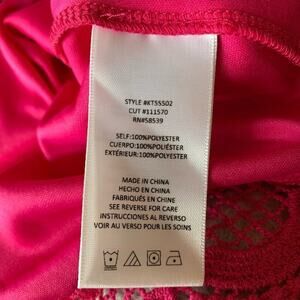 STYLE #KT55502
CUT #111570
RN#58539
SELF:100%POLYESTER
CUERPO:100%POLIÉSTER
EXTÉRIEUR:100%POLYESTER
MADE IN CHINA
HECHO EN CHINA
FABRIQUÉS EN CHINE
SEE REVERSE FOR CARE
INSTRUCCIONES AL REVERSO
VOIR AU VERSO POUR LES SOINS